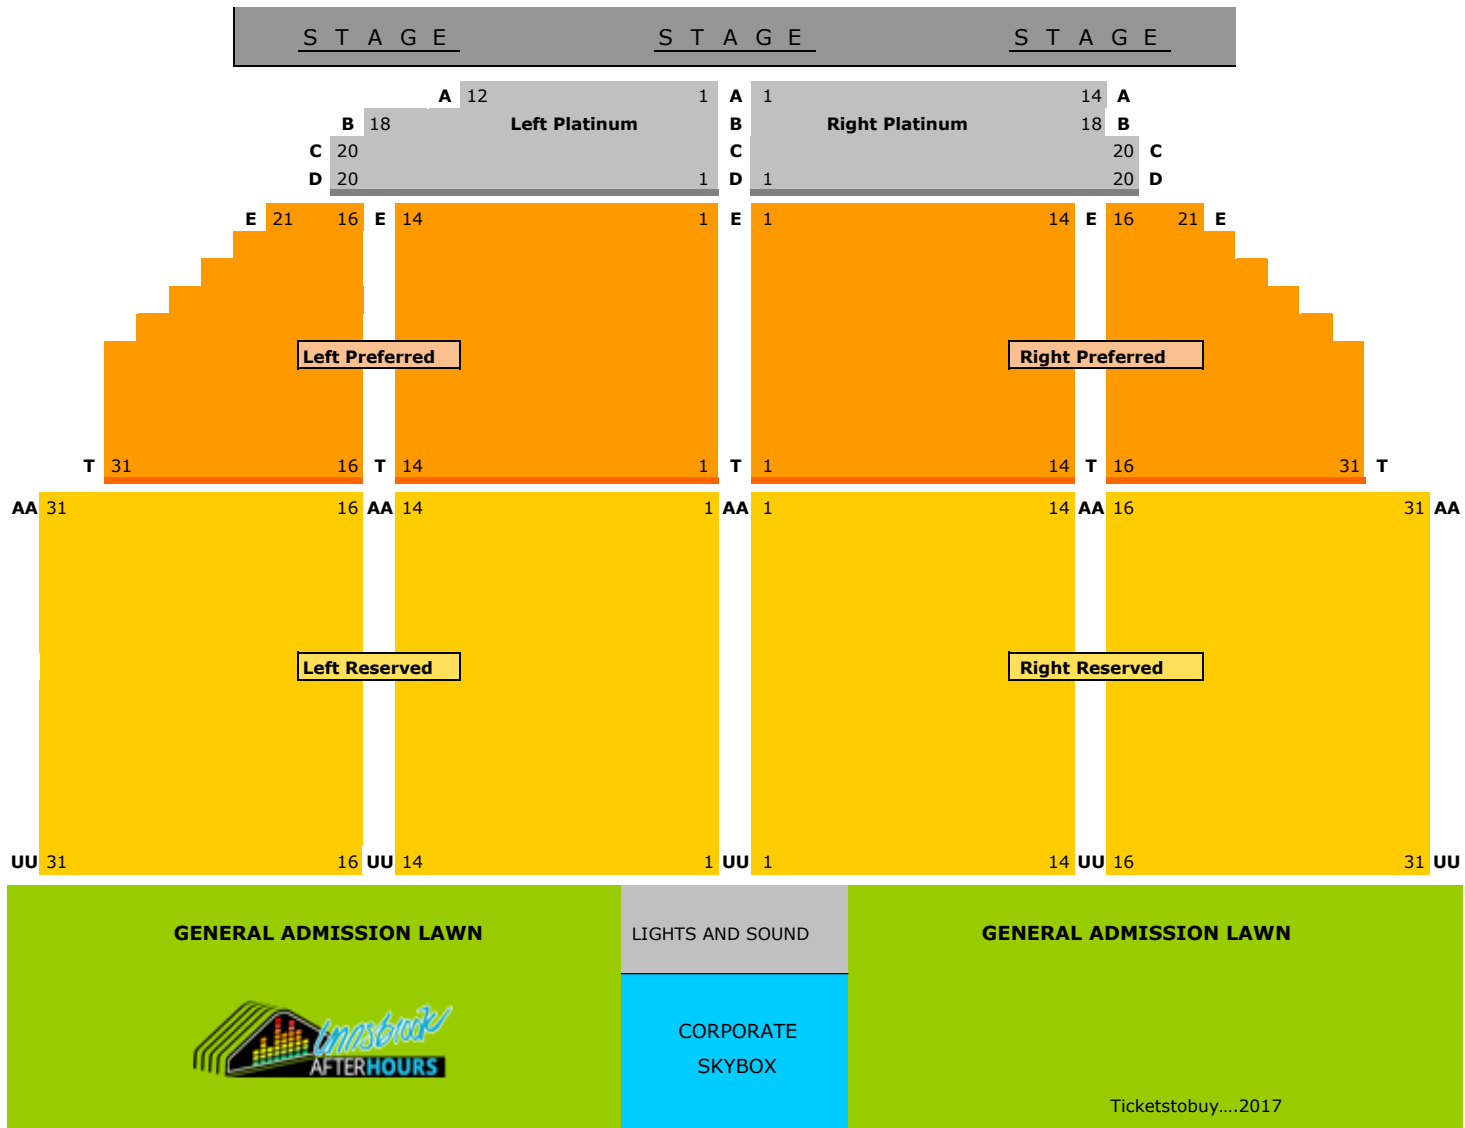 S T A G E S T A G E S T A G E
A 12 1 A 1 14 A
B 18 Left Platinum B Right Platinum 18 B
C 20 C 20 C
D 20 1 D 1 20 D
E 21 16 E 14 1 E 1 14 E 16 21 E
Left Preferred Right Preferred
T 31 16 T 14 1 T 1 14 T 16 31 T
AA 31 16 AA 14 1 AA 1 14 AA 16 31 AA
Left Reserved Right Reserved
UU 31 16 UU 14 1 UU 1 14 UU 16 31 UU
GENERAL ADMISSION LAWN LIGHTS AND SOUND GENERAL ADMISSION LAWN
Innsbrook
AFTERHOURS
CORPORATE
SKYBOX
Ticketstobuy....2017